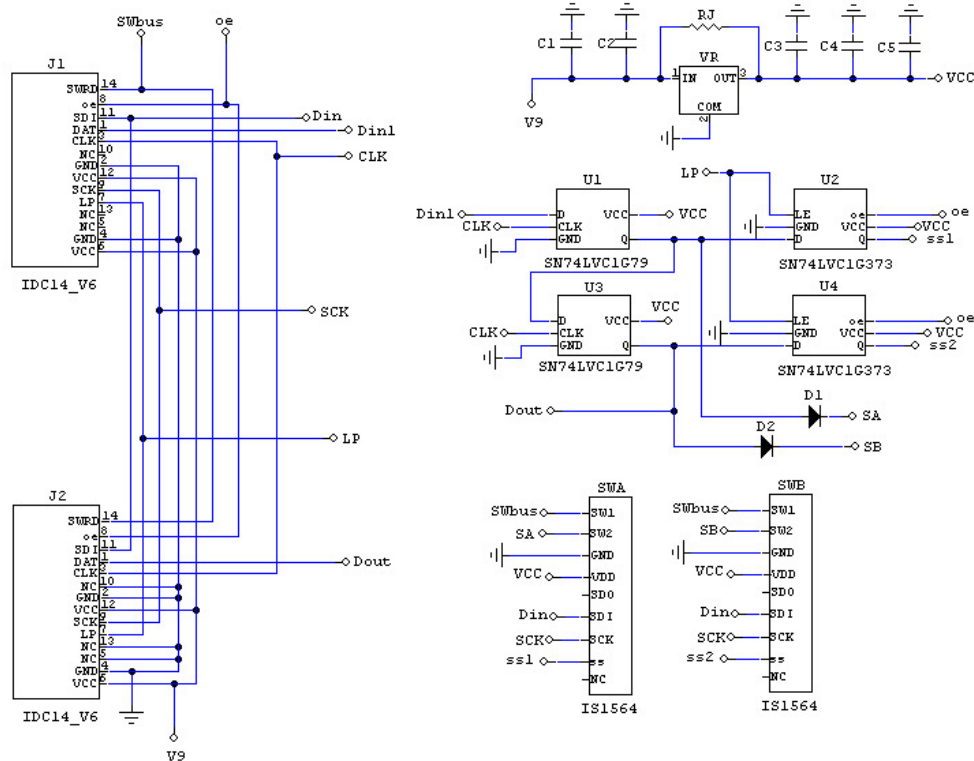 SWbus
oe
J1
SWRD 14
oe 8
SDI 11
DAT 1
CLK 3
NC 10
GND 2
VCC 12
SCK 9
LP 7
NC 13
NC 5
GND 4
VCC 6
IDC14_V6
Din
Din1
CLK
SCK
LP
J2
SWRD 14
oe 8
SDI 11
DAT 1
CLK 3
NC 10
GND 2
VCC 12
SCK 9
LP 7
NC 13
NC 5
GND 4
VCC 6
IDC14_V6
Dout
V9
C1
C2
RJ
VR
1 IN OUT 3
COM
2
C3
C4
C5
VCC
V9
LP
U1
Din1 D VCC VCC
CLK CLK
GND Q
SN74LVC1G79
U2
LE oe oe
GND VCC VCC
D Q ss1
SN74LVC1G373
U3
D VCC VCC
CLK CLK
GND Q
SN74LVC1G79
U4
LE oe oe
GND VCC VCC
D Q ss2
SN74LVC1G373
Dout
D1
SA
D2
SB
SWA
SWbus SW1
SA SW2
GND
VCC VDD
SDO
Din SDI
SCK SCK
ss1 ss
NC
IS1564
SWB
SWbus SW1
SB SW2
GND
VCC VDD
SDO
Din SDI
SCK SCK
ss2 ss
NC
IS1564